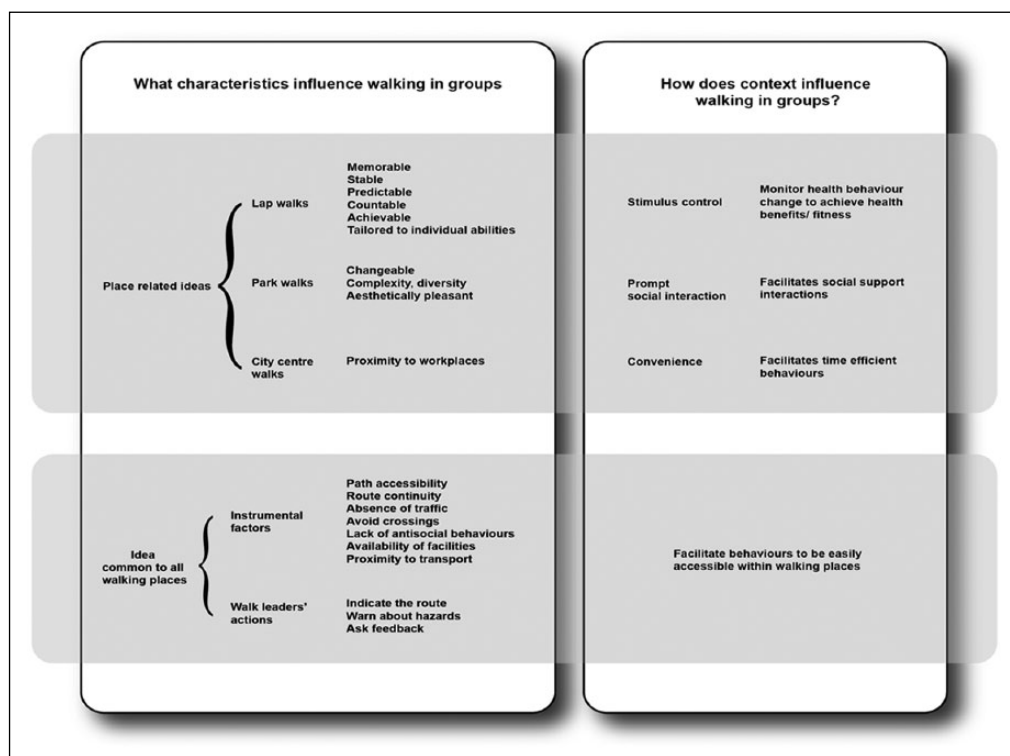 What characteristics influence walking in groups
Place related ideas
Lap walks
Memorable
Stable
Predictable
Countable
Achievable
Tailored to individual abilities
Park walks
Changeable
Complexity, diversity
Aesthetically pleasant
City centre
walks
Proximity to workplaces
Idea
common to all
walking places
Instrumental
factors
Path accessibility
Route continuity
Absence of traffic
Avoid crossings
Lack of antisocial behaviours
Availability of facilities
Proximity to transport
Walk leaders'
actions
Indicate the route
Warn about hazards
Ask feedback
How does context influence
walking in groups?
Stimulus control
Monitor health behaviour
change to achieve health
benefits/ fitness
Prompt
social interaction
Facilitates social support
interactions
Convenience
Facilitates time efficient
behaviours
Facilitate behaviours to be easily
accessible within walking places